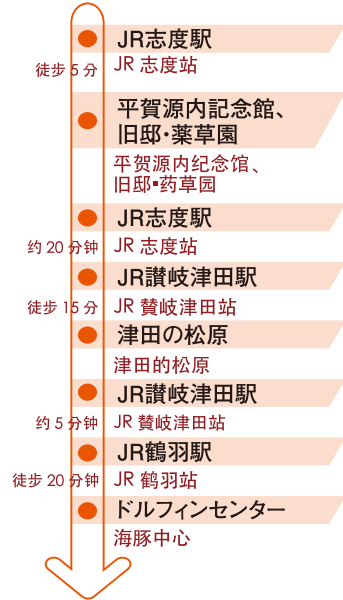 JR志度駅
徒步 5 分
JR 志度站
平賀源内記念館、
旧邸・薬草園
平贺源内纪念馆、
旧邸・药草园
JR志度駅
约 20 分钟
JR 志度站
JR讃岐津田駅
徒步 15 分
JR 賛岐津田站
津田の松原
津田的松原
JR讃岐津田駅
约 5 分钟
JR 賛岐津田站
JR鶴羽駅
徒步 20 分钟
JR 鹤羽站
ドルフィンセンター
海豚中心